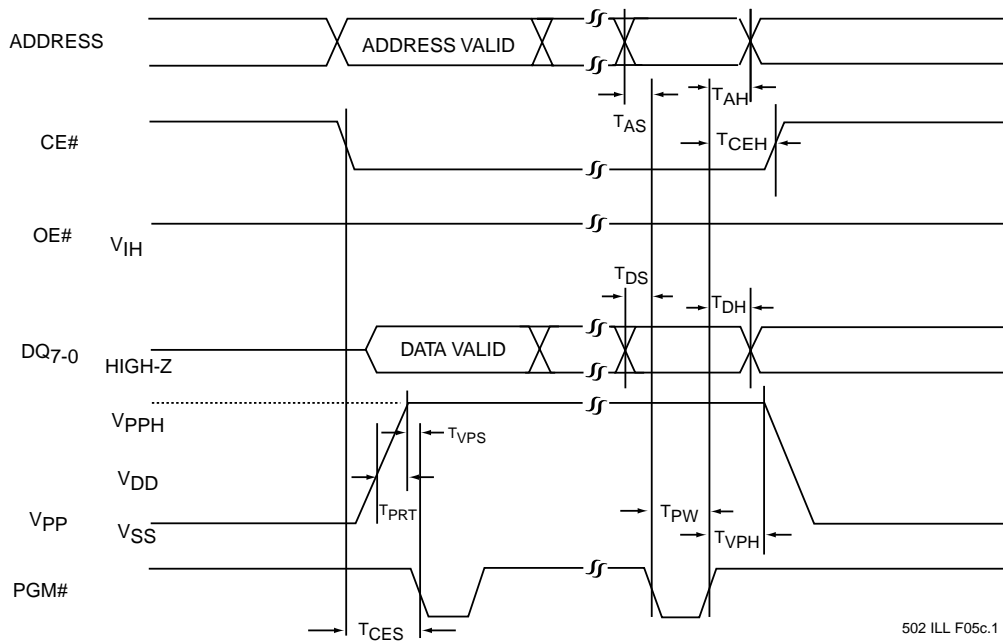 ADDRESS
ADDRESS VALID
TAH
TAS
CE#
TCEH
OE#
VIH
TDS
TDH
DQ7-0
DATA VALID
HIGH-Z
VPPH
TVPS
VDD
TPRT
TPW
VPP
VSS
TVPH
PGM#
TCES
502 ILL F05c.1